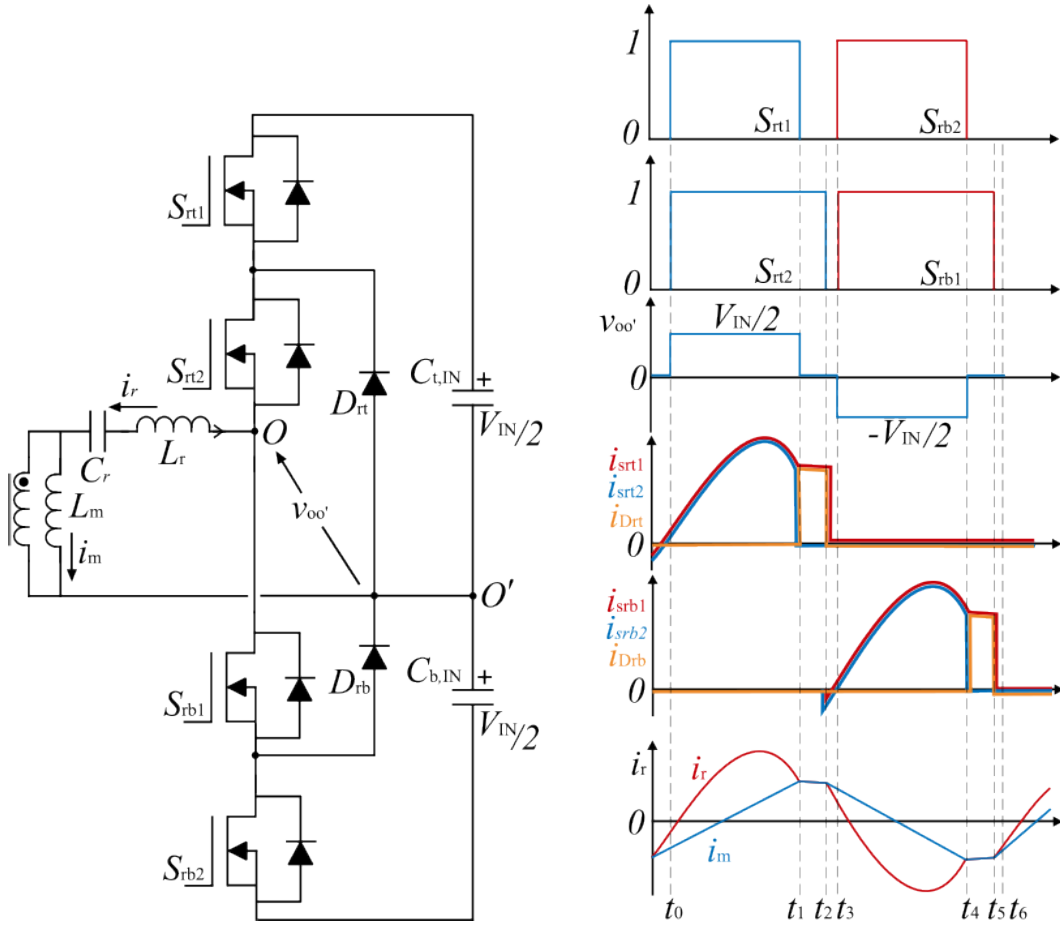 S_rt1
S_rt2
i_r
C_r
L_r
O
D_rt
C_t,IN
+
V_IN/2
L_m
i_m
v_oo'
O'
S_rb1
D_rb
C_b,IN
+
V_IN/2
S_rb2
1
0
S_rt1
S_rb2
1
0
S_rt2
S_rb1
v_oo'
V_IN/2
0
-V_IN/2
i_srt1
i_srt2
i_Drt
0
i_srb1
i_srb2
i_Drb
0
i_r
i_r
0
i_m
t_0 t_1 t_2 t_3 t_4 t_5 t_6